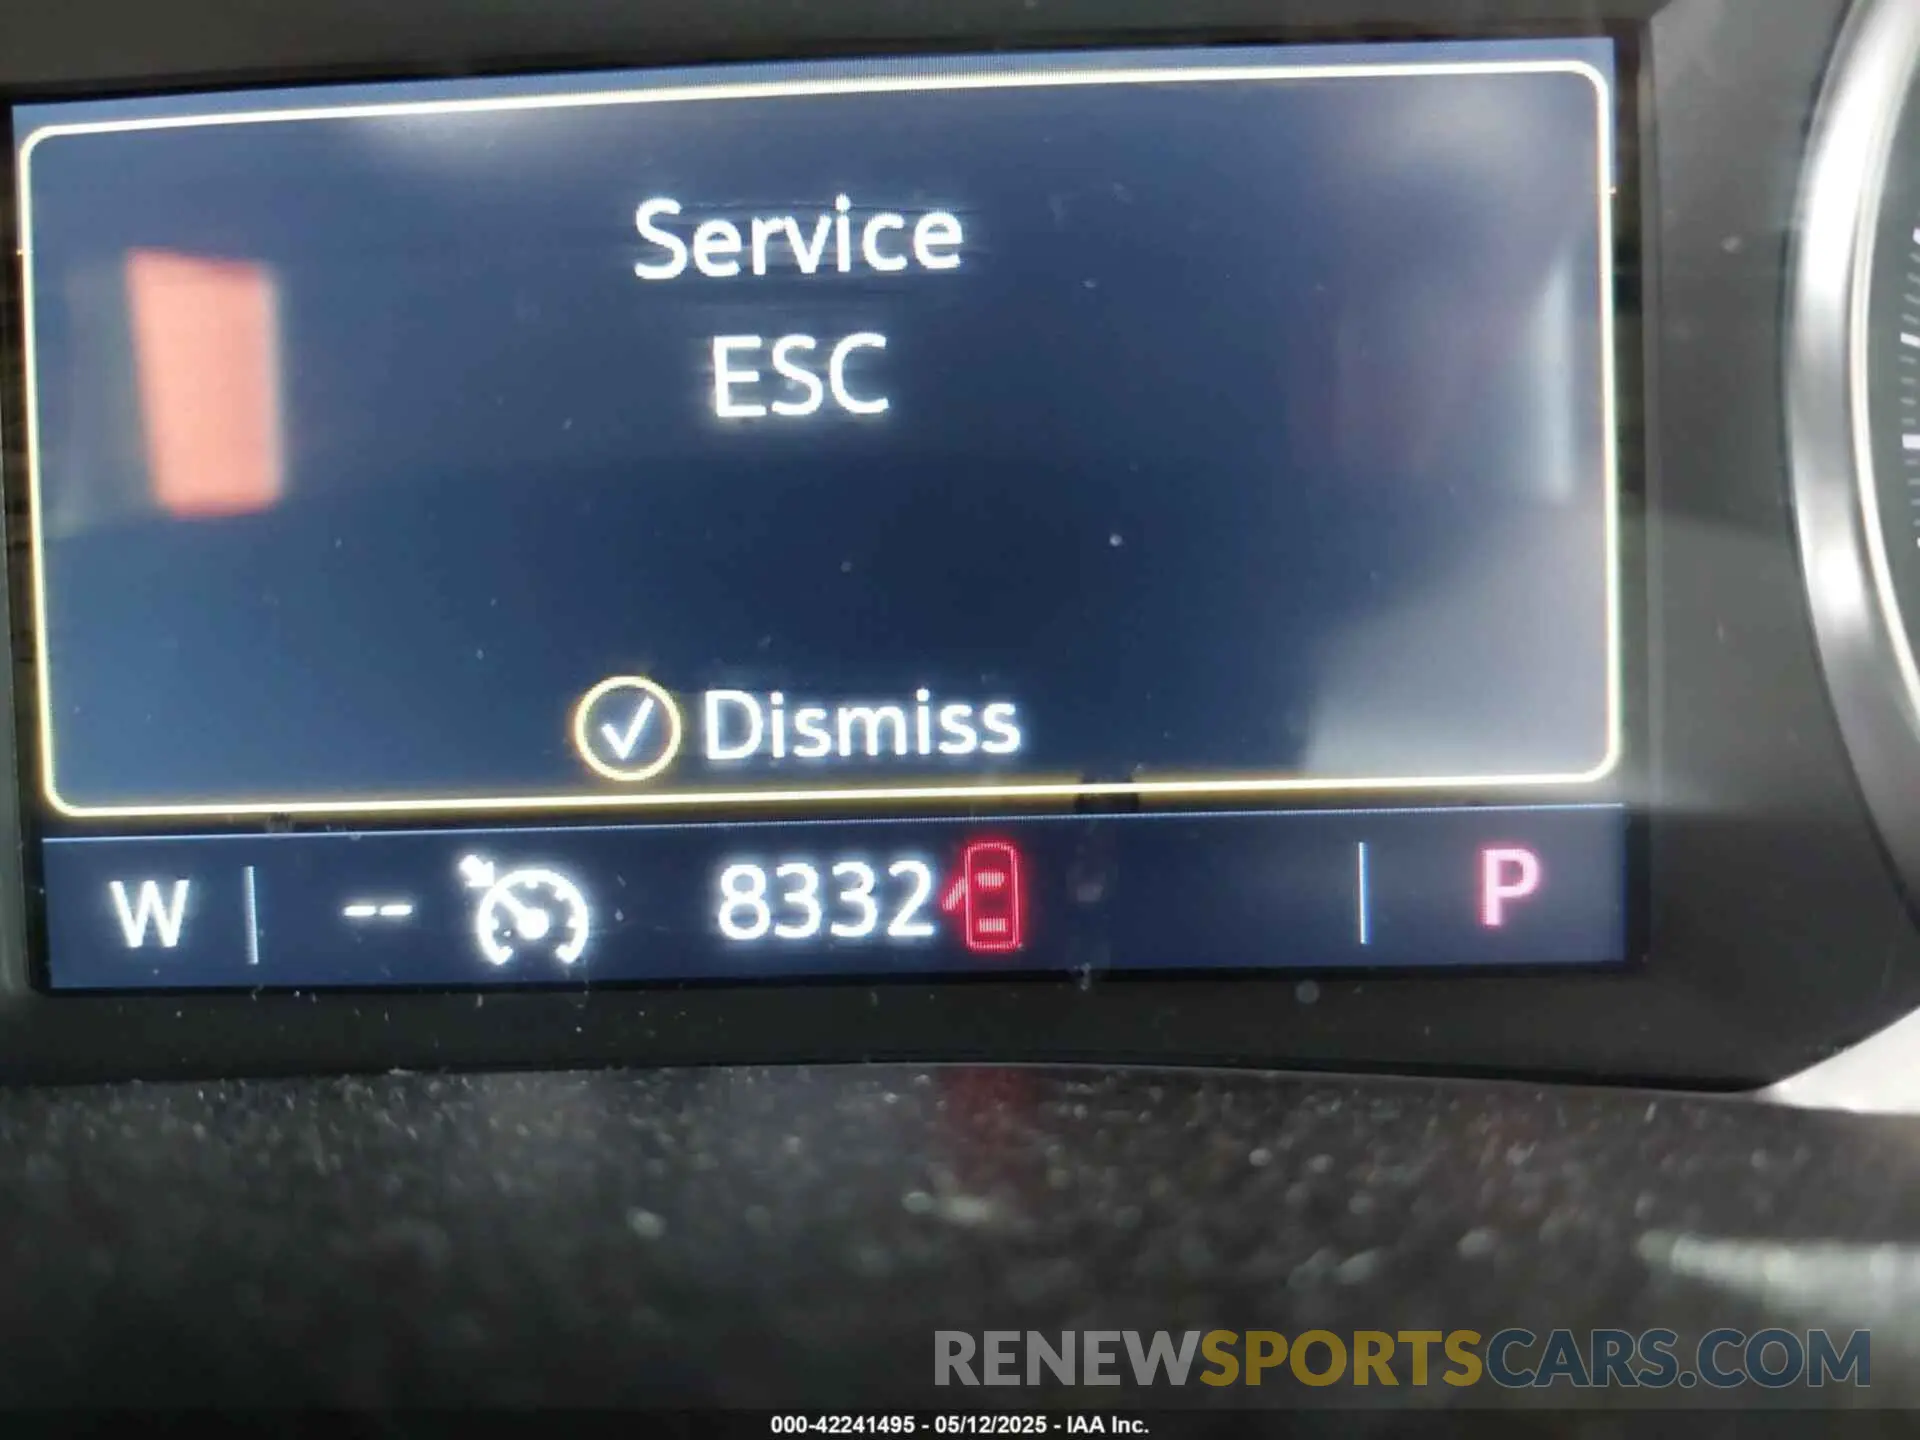 Service
ESC
Dismiss
W -- 8332 P
RENEWSPORTSCARS.COM
000-42241495 - 05/12/2025 - IAA Inc.